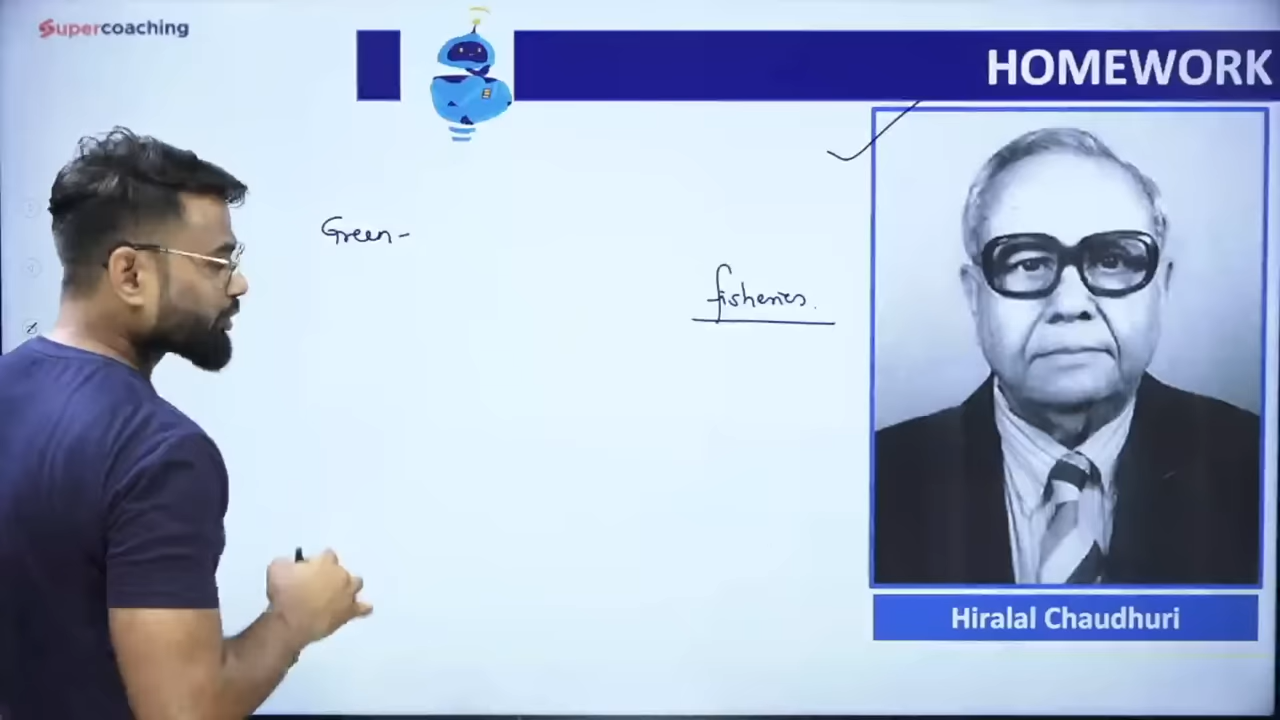 Supercoaching
HOMEWORK
Green-
fisheries.
Hiralal Chaudhuri